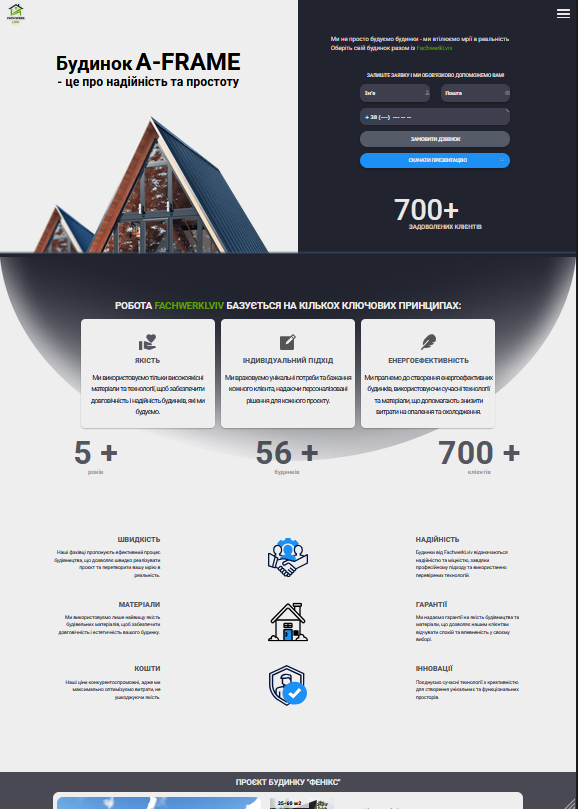 FACHWERK
LVIV
Будинок A-FRAME
- це про надійність та простоту
Ми не просто будуємо будинки - ми втілюємо мрії в реальність
Оберіть свій будинок разом із FachwerkLviv
ЗАЛИШТЕ ЗАЯВКУ І МИ ОБОВ'ЯЗКОВО ДОПОМОЖЕМО ВАМ!
Ім'я
Пошта
+ 38 (---) --- -- --
ЗАМОВИТИ ДЗВІНОК
СКАЧАТИ ПРЕЗЕНТАЦІЮ
700+
ЗАДОВОЛЕНИХ КЛІЄНТІВ
РОБОТА FACHWERKLVIV БАЗУЄТЬСЯ НА КІЛЬКОХ КЛЮЧОВИХ ПРИНЦИПАХ:
ЯКІСТЬ
Ми використовуємо тільки високоякісні
матеріали та технології, щоб забезпечити
довговічність і надійність будинків, які ми
будуємо.
ІНДИВІДУАЛЬНИЙ ПІДХІД
Ми враховуємо унікальні потреби та бажання
кожного клієнта, надаючи персоналізовані
рішення для кожного проєкту.
ЕНЕРГОЕФЕКТИВНІСТЬ
Ми прагнемо до створення енергоефективних
будинків, використовуючи сучасні технології
та матеріали, що допомагають знизити
витрати на опалення та охолодження.
5 +
років
56 +
будинків
700 +
клієнтів
ШВИДКІСТЬ
Наші фахівці пропонують ефективний процес
будівництва, що дозволяє швидко реалізувати
проєкт та перетворити вашу мрію в
реальність.
НАДІЙНІСТЬ
Будинки від FachwerkLviv відзначаються
надійністю та міцністю, завдяки
професійному підходу та використанню
перевірених технологій.
МАТЕРІАЛИ
Ми використовуємо лише найвищу якість
будівельних матеріалів, щоб забезпечити
довговічність і естетичність вашого будинку.
ГАРАНТІЇ
Ми надаємо гарантії на якість будівництва та
матеріали, що дозволяє нашим клієнтам
відчувати спокій та впевненість у своєму
виборі.
КОШТИ
Наші ціни конкурентоспроможні, адже ми
максимально оптимізуємо витрати, не
ушкоджуючи якість.
ІННОВАЦІЇ
Поєднуємо сучасні технології з креативністю
для створення унікальних та функціональних
просторів.
ПРОЄКТ БУДИНКУ "ФЕНІКС"
35-60 м2